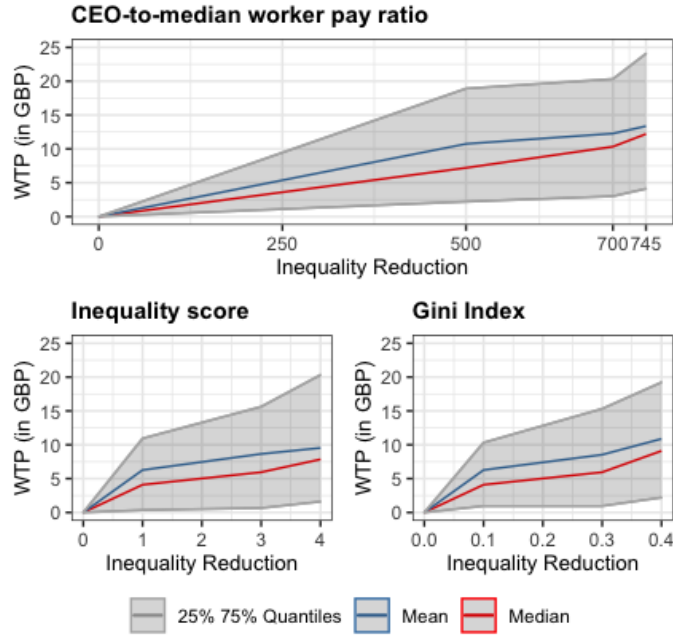 CEO-to-median worker pay ratio
WTP (in GBP)
25
20
15
10
5
0
0 250 500 700 745
Inequality Reduction
Inequality score Gini Index
WTP (in GBP) WTP (in GBP)
25 25
20 20
15 15
10 10
5 5
0 0
0 1 2 3 4 0.0 0.1 0.2 0.3 0.4
Inequality Reduction Inequality Reduction
25% 75% Quantiles Mean Median